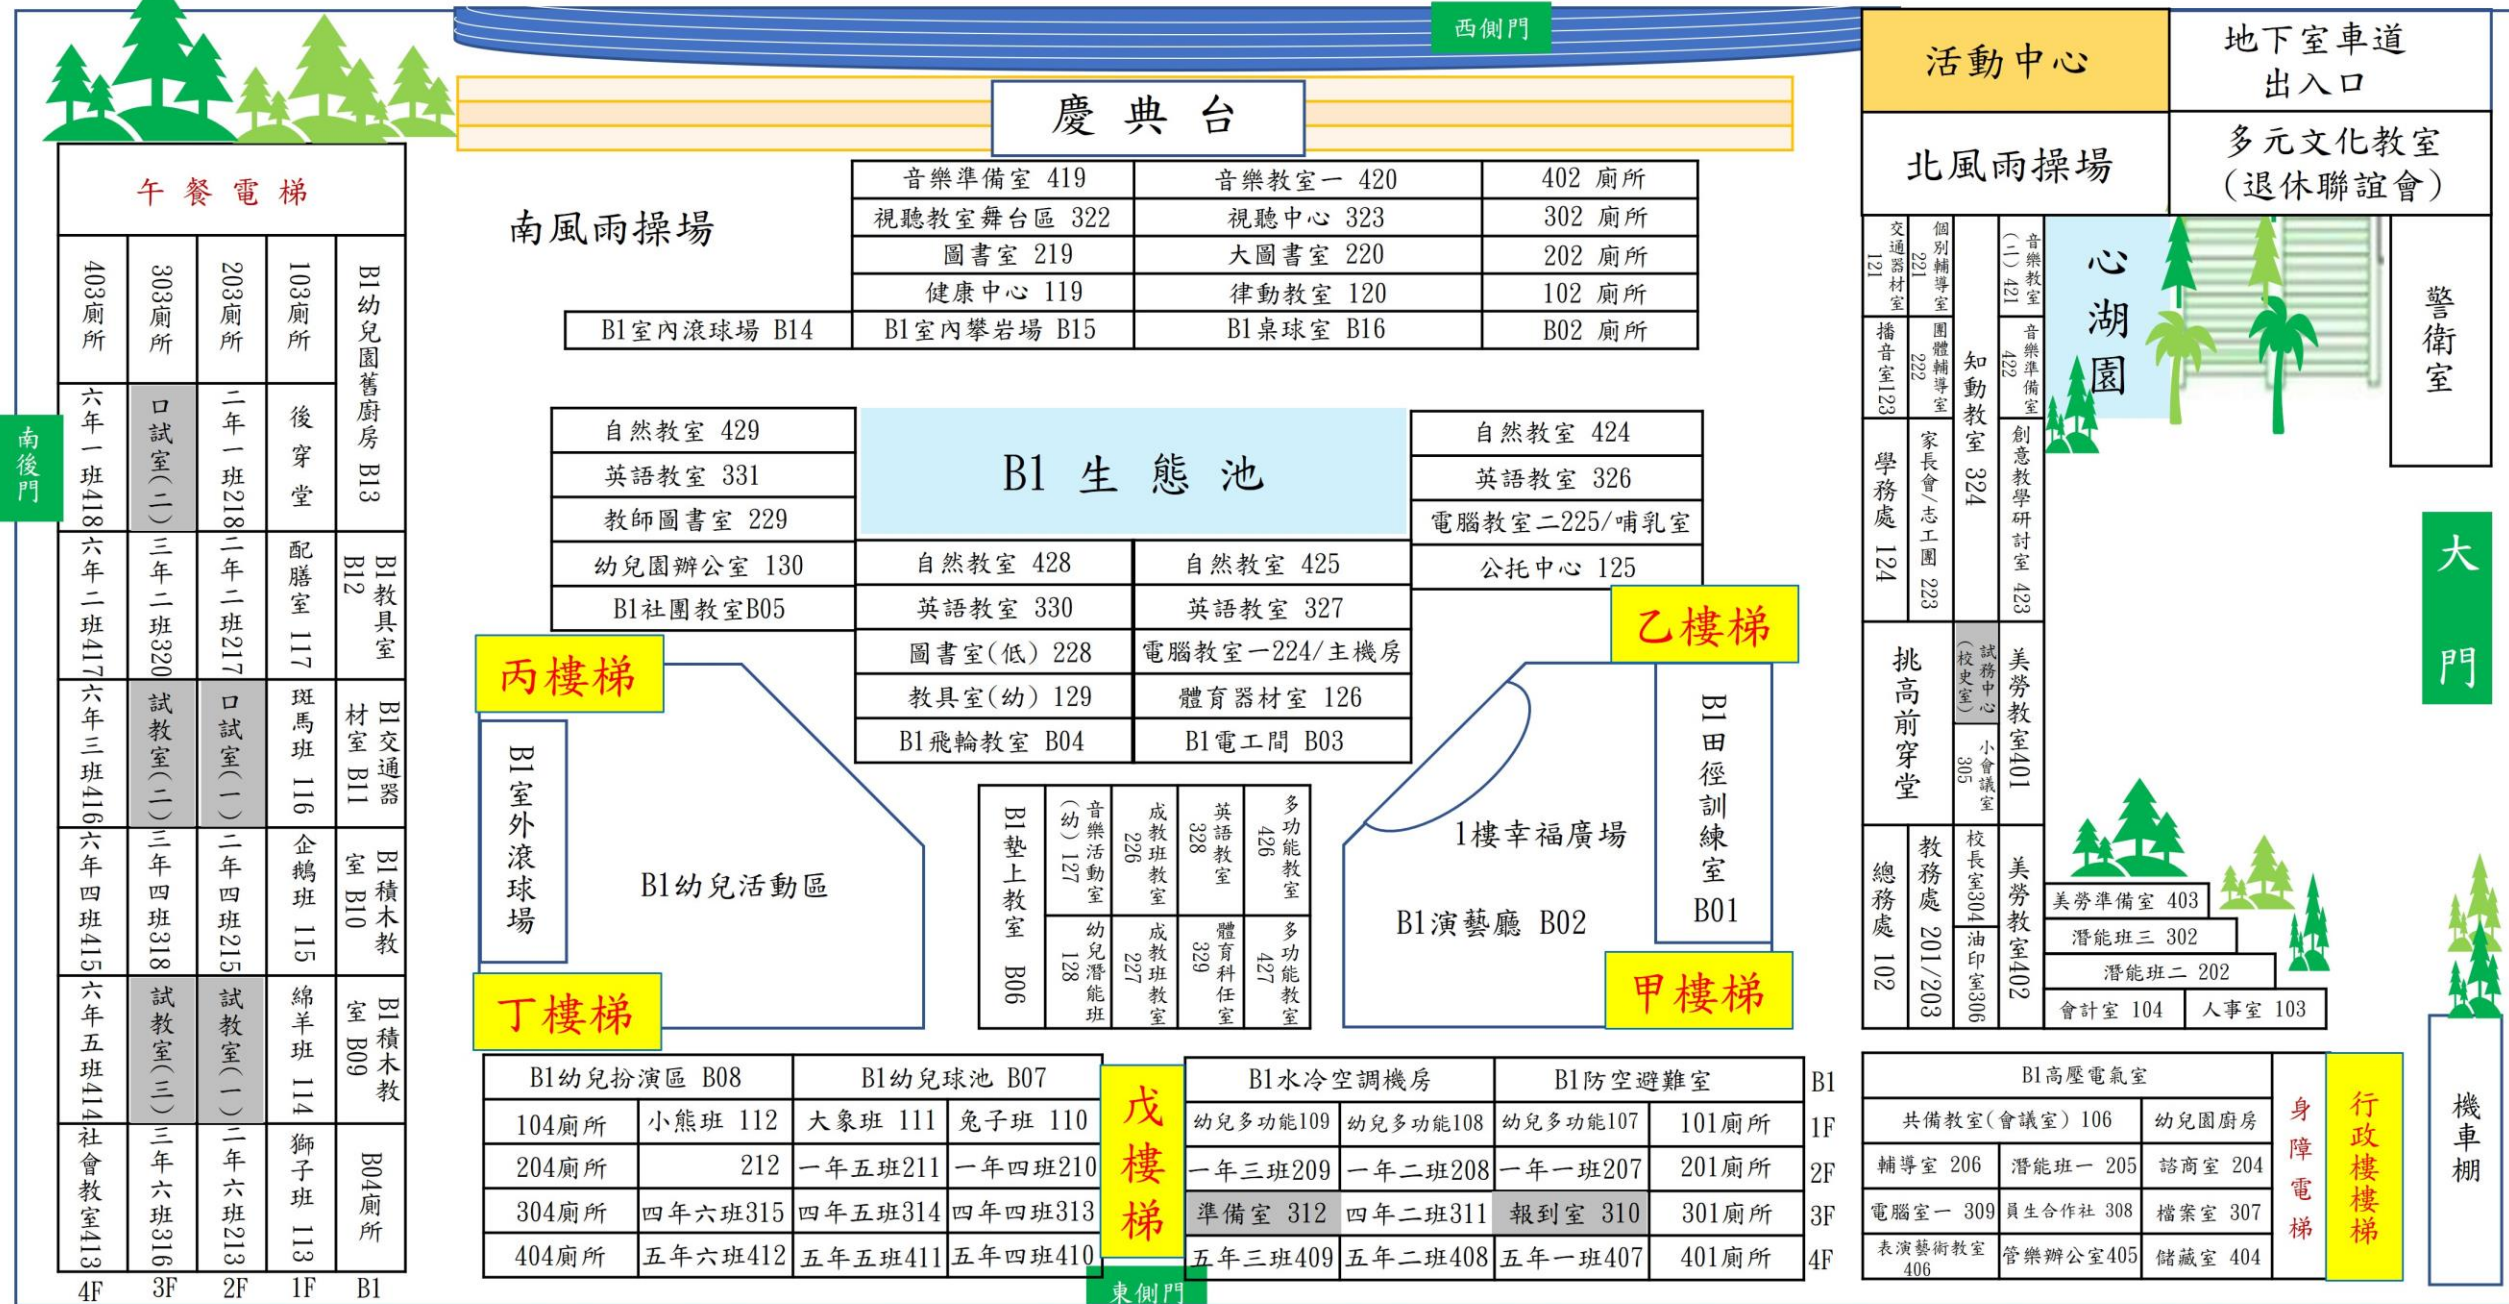 西側門
慶典台
活動中心
地下室車道
出入口
北風雨操場
多元文化教室
(退休聯誼會)
午餐電梯
403廁所
303廁所
203廁所
103廁所
B1幼兒園舊廚房 B13
六年一班418
口試室(二)
二年一班218
後穿堂
六年二班417
三年二班320
二年二班217
配膳室 117
B1教具室
B12
六年三班416
試教室(二)
口試室(一)
斑馬班 116
B1交通器
材室 B11
六年四班415
三年四班318
二年四班215
企鵝班 115
B1積木教
室 B10
六年五班414
試教室(三)
試教室(一)
綿羊班 114
B1積木教
室 B09
社會教室413
三年六班316
二年六班213
獅子班 113
B04廁所
4F
3F
2F
1F
B1
南後門
南風雨操場
音樂準備室 419
音樂教室一 420
402 廁所
視聽教室舞台區 322
視聽中心 323
302 廁所
圖書室 219
大圖書室 220
202 廁所
健康中心 119
律動教室 120
102 廁所
B1室內滾球場 B14
B1室內攀岩場 B15
B1桌球室 B16
B02 廁所
自然教室 429
英語教室 331
教師圖書室 229
幼兒園辦公室 130
B1社團教室B05
B1生態池
自然教室 424
英語教室 326
電腦教室二225/哺乳室
公托中心 125
自然教室 428
自然教室 425
英語教室 330
英語教室 327
圖書室(低) 228
電腦教室一224/主機房
教具室(幼) 129
體育器材室 126
B1飛輪教室 B04
B1電工間 B03
丙樓梯
乙樓梯
B1室外滾球場
B1幼兒活動區
丁樓梯
B1墊上教室 B06
音樂活動室
(幼) 127
成教班教室
226
英語教室
328
多功能教室
426
幼兒潛能班
128
成教班教室
227
體育科任室
329
多功能教室
427
1樓幸福廣場
B1演藝廳 B02
B1田徑訓練室 B01
甲樓梯
B1幼兒扮演區 B08
B1幼兒球池 B07
104廁所
小熊班 112
大象班 111
兔子班 110
204廁所
212
一年五班211
一年四班210
304廁所
四年六班315
四年五班314
四年四班313
404廁所
五年六班412
五年五班411
五年四班410
戊樓梯
東側門
B1水冷空調機房
B1防空避難室
B1
幼兒多功能109
幼兒多功能108
幼兒多功能107
101廁所
1F
一年三班209
一年二班208
一年一班207
201廁所
2F
準備室 312
四年二班311
報到室 310
301廁所
3F
五年三班409
五年二班408
五年一班407
401廁所
4F
交通器材室
121
個別輔導室
221
知動教室 324
音樂教室
(二) 421
播音室123
團體輔導室
222
音樂準備室
422
學務處 124
家長會/志工團 223
創意教學研討室 423
挑高前穿堂
試務中心
(校史室)
小會議室
305
美勞教室401
總務處 102
教務處 201/203
校長室304
油印室306
美勞教室402
心湖園
警衛室
大門
美勞準備室 403
潛能班三 302
潛能班二 202
會計室 104
人事室 103
B1高壓電氣室
共備教室(會議室) 106
幼兒園廚房
輔導室 206
潛能班一 205
諮商室 204
電腦室一 309
員生合作社 308
檔案室 307
表演藝術教室
406
管樂辦公室405
儲藏室 404
身障電梯
行政樓樓梯
機車棚